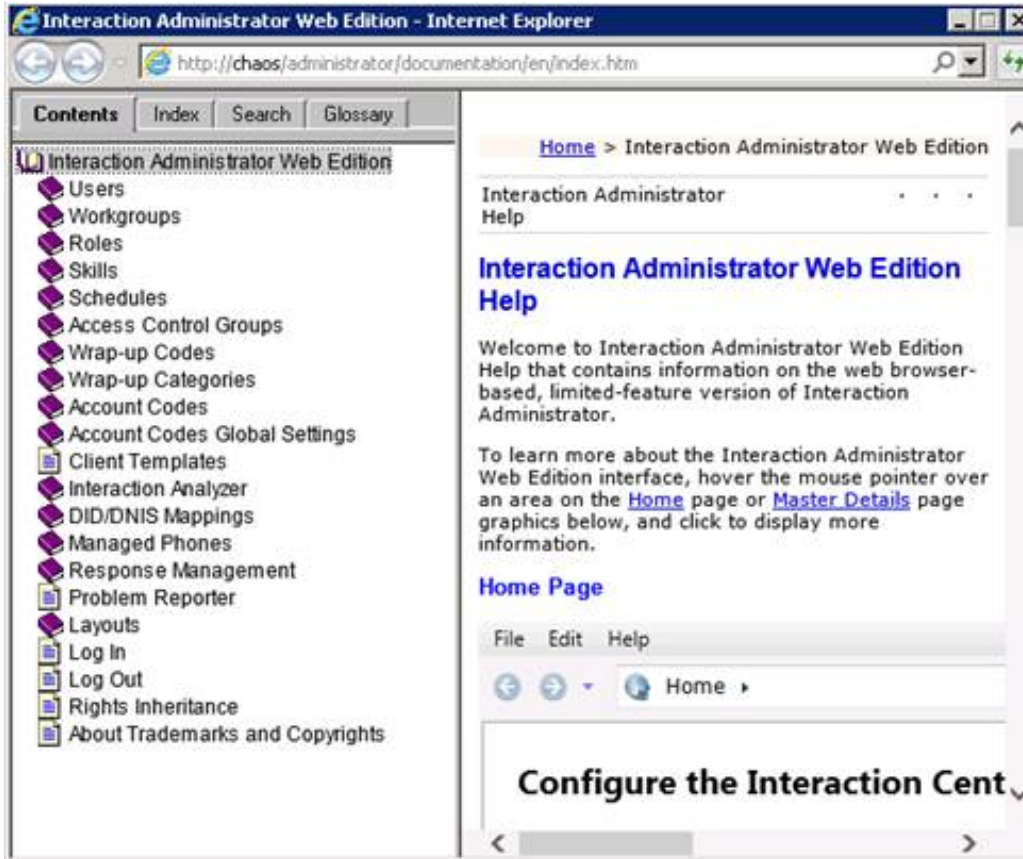 Interaction Administrator Web Edition - Internet Explorer
http://chaos/administrator/documentation/en/index.htm
Contents Index Search Glossary
Interaction Administrator Web Edition
Users
Workgroups
Roles
Skills
Schedules
Access Control Groups
Wrap-up Codes
Wrap-up Categories
Account Codes
Account Codes Global Settings
Client Templates
Interaction Analyzer
DID/DNIS Mappings
Managed Phones
Response Management
Problem Reporter
Layouts
Log In
Log Out
Rights Inheritance
About Trademarks and Copyrights
Home > Interaction Administrator Web Edition
Interaction Administrator
Help
Interaction Administrator Web Edition
Help
Welcome to Interaction Administrator Web Edition
Help that contains information on the web browser-
based, limited-feature version of Interaction
Administrator.
To learn more about the Interaction Administrator
Web Edition interface, hover the mouse pointer over
an area on the Home page or Master Details page
graphics below, and click to display more
information.
Home Page
File Edit Help
Home
Configure the Interaction Cent